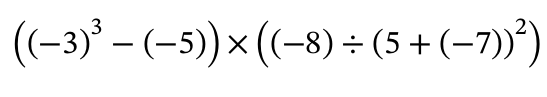 ((−3)³ − (−5)) × ((−8) ÷ (5 + (−7))²)